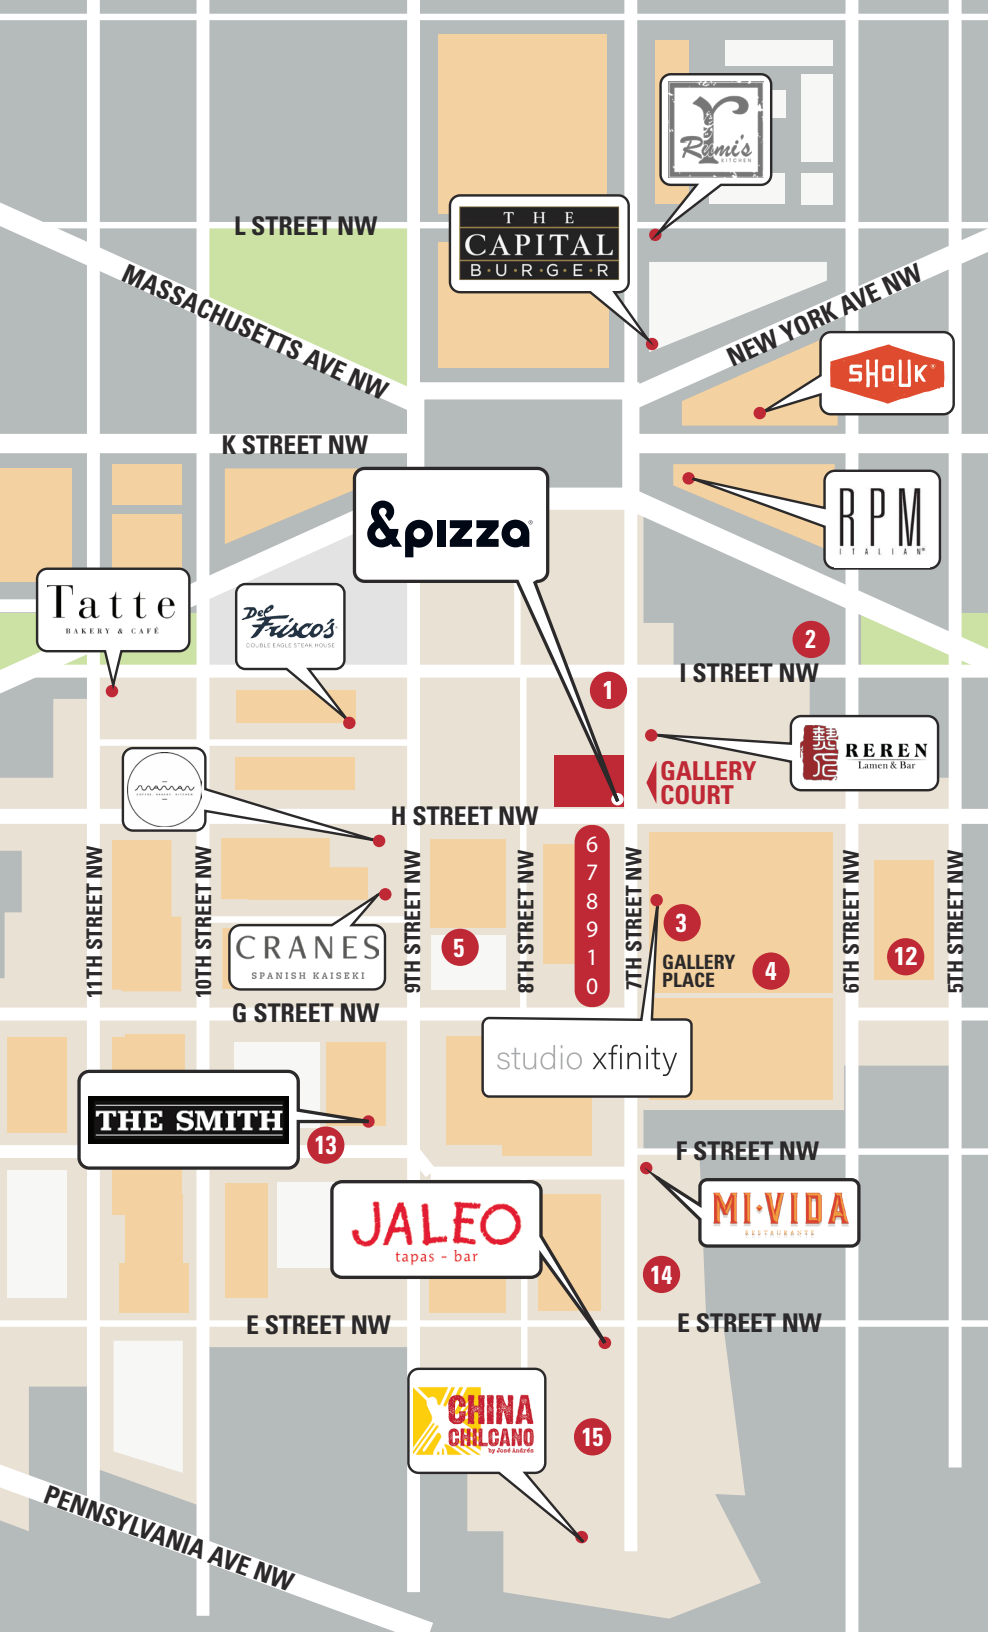 r
Rumi's
KITCHEN
L STREET NW
THE
CAPITAL
B·U·R·G·E·R
MASSACHUSETTS AVE NW
NEW YORK AVE NW
SHOUK
K STREET NW
&pizza
RPM
ITALIAN
Tatte
BAKERY & CAFÉ
Del
Frisco's
DOUBLE EAGLE STEAK HOUSE
2
I STREET NW
1
REREN
Lamen & Bar
GALLERY
COURT
maman
COFFEE BAKERY KITCHEN
H STREET NW
6
7
8
9
1
0
11TH STREET NW
10TH STREET NW
9TH STREET NW
8TH STREET NW
7TH STREET NW
6TH STREET NW
5TH STREET NW
CRANES
SPANISH KAISEKI
5
3
GALLERY
PLACE
4
12
G STREET NW
studio xfinity
THE SMITH
13
F STREET NW
MI·VIDA
RESTAURANTE
JALEO
tapas - bar
14
E STREET NW
E STREET NW
CHINA
CHILCANO
by José Andrés
15
PENNSYLVANIA AVE NW